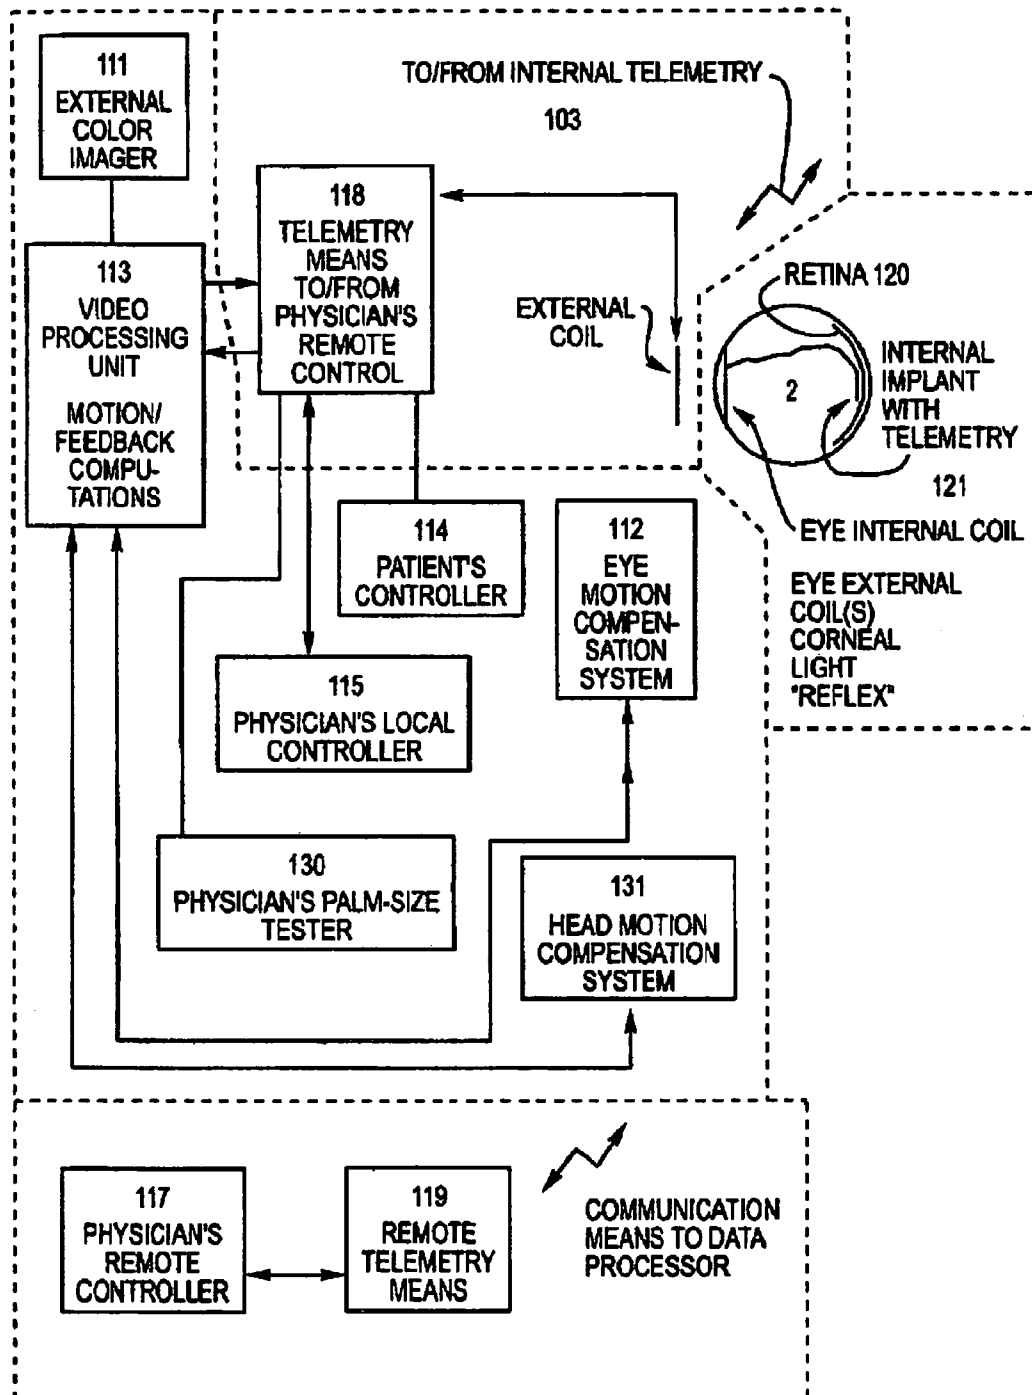 111
EXTERNAL
COLOR
IMAGER
TO/FROM INTERNAL TELEMETRY
103
118
TELEMETRY
MEANS
TO/FROM
PHYSICIAN'S
REMOTE
CONTROL
113
VIDEO
PROCESSING
UNIT
MOTION/
FEEDBACK
COMPU-
TATIONS
EXTERNAL
COIL
RETINA 120
2
INTERNAL
IMPLANT
WITH
TELEMETRY
121
EYE INTERNAL COIL
EYE EXTERNAL
COIL(S)
CORNEAL
LIGHT
"REFLEX"
114
PATIENT'S
CONTROLLER
112
EYE
MOTION
COMPEN-
SATION
SYSTEM
115
PHYSICIAN'S LOCAL
CONTROLLER
130
PHYSICIAN'S PALM-SIZE
TESTER
131
HEAD MOTION
COMPENSATION
SYSTEM
117
PHYSICIAN'S
REMOTE
CONTROLLER
119
REMOTE
TELEMETRY
MEANS
COMMUNICATION
MEANS TO DATA
PROCESSOR